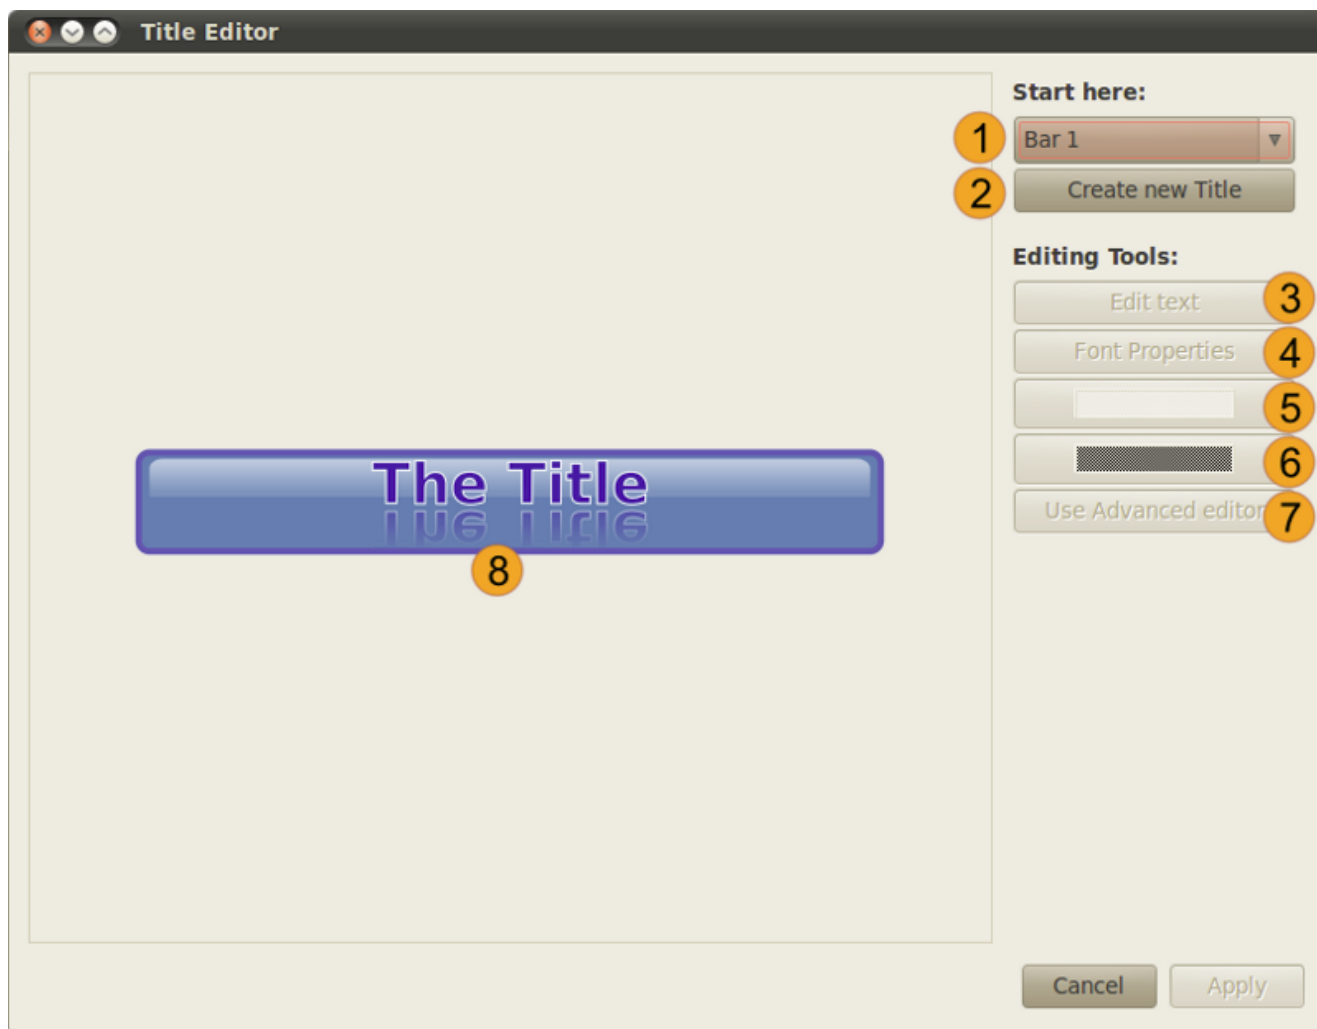 Title Editor
Start here:
1
Bar 1
2
Create new Title
Editing Tools:
Edit text
3
Font Properties
4
5
6
Use Advanced editor
7
The Title
8
Cancel
Apply